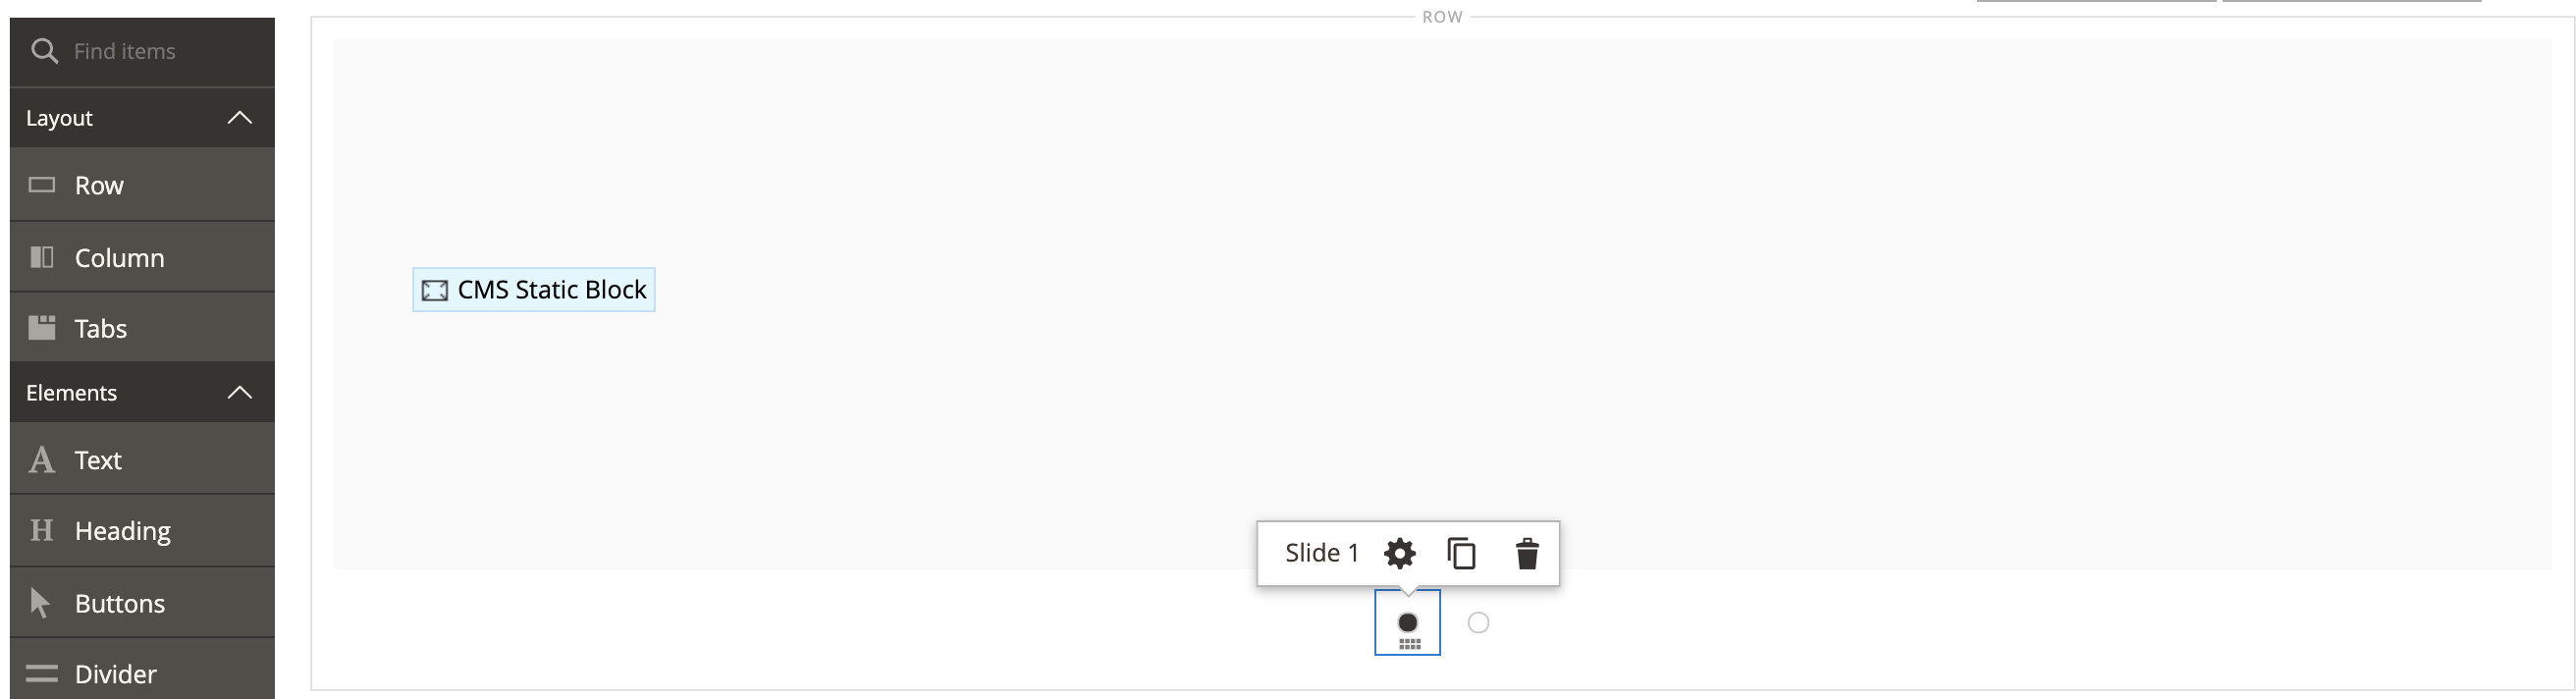 Find items
Layout
Row
Column
Tabs
Elements
Text
Heading
Buttons
Divider
ROW
CMS Static Block
Slide 1